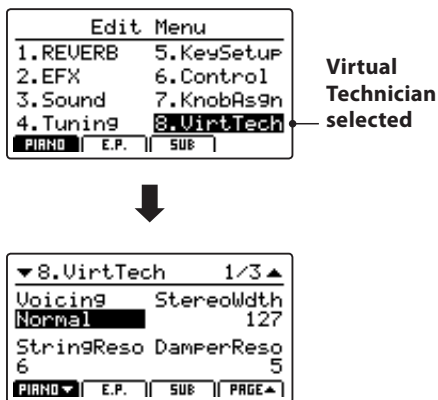 Edit Menu
1.REVERB 5.KeySetup
2.EFX 6.Control
3.Sound 7.KnobAsgn
4.Tuning 8.VirtTech
PIANO E.P. SUB
Virtual
Technician
selected
▼8.VirtTech 1/3▲
Voicing StereoWdth
Normal 127
StringReso DamperReso
6 5
PIANO▼ E.P. SUB PAGE▲